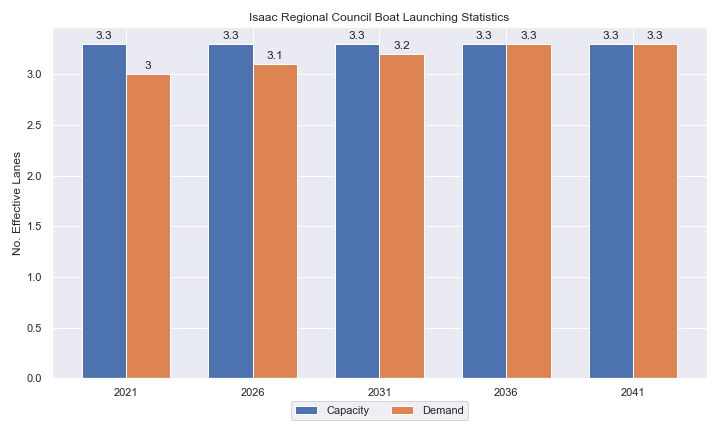 Isaac Regional Council Boat Launching Statistics
3.3 3 3.3 3.1 3.3 3.2 3.3 3.3 3.3 3.3
No. Effective Lanes
3.0
2.5
2.0
1.5
1.0
0.5
0.0
2021 2026 2031 2036 2041
Capacity Demand